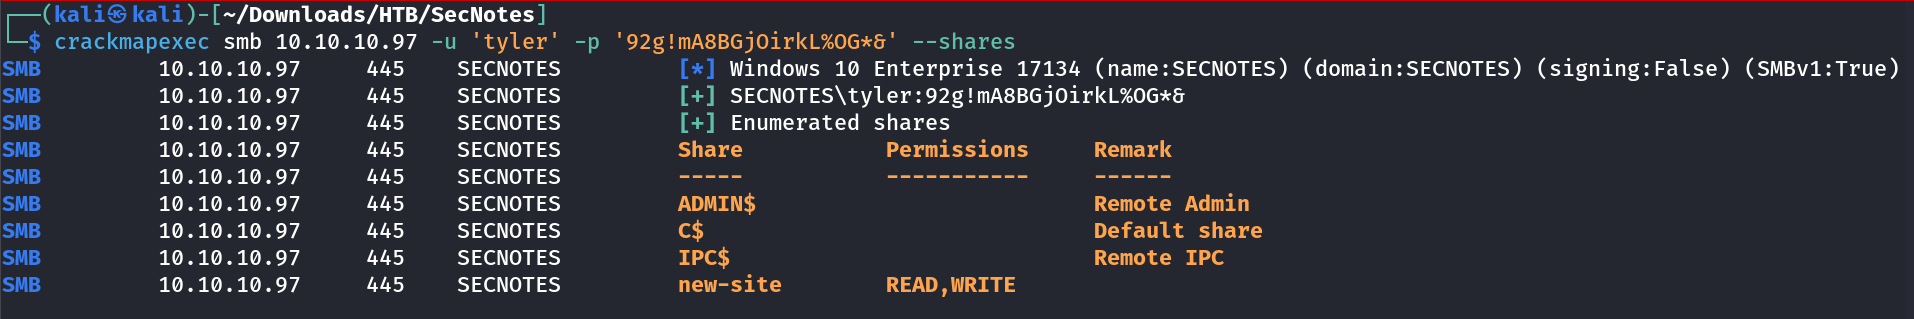 ┌──(kali㉿kali)-[~/Downloads/HTB/SecNotes]
└─$ crackmapexec smb 10.10.10.97 -u 'tyler' -p '92g!mA8BGjOirkL%OG*&' --shares
SMB         10.10.10.97     445    SECNOTES         [*] Windows 10 Enterprise 17134 (name:SECNOTES) (domain:SECNOTES) (signing:False) (SMBv1:True)
SMB         10.10.10.97     445    SECNOTES         [+] SECNOTES\tyler:92g!mA8BGjOirkL%OG*&
SMB         10.10.10.97     445    SECNOTES         [+] Enumerated shares
SMB         10.10.10.97     445    SECNOTES         Share           Permissions     Remark
SMB         10.10.10.97     445    SECNOTES         -----           -----------     ------
SMB         10.10.10.97     445    SECNOTES         ADMIN$                          Remote Admin
SMB         10.10.10.97     445    SECNOTES         C$                              Default share
SMB         10.10.10.97     445    SECNOTES         IPC$                            Remote IPC
SMB         10.10.10.97     445    SECNOTES         new-site        READ,WRITE